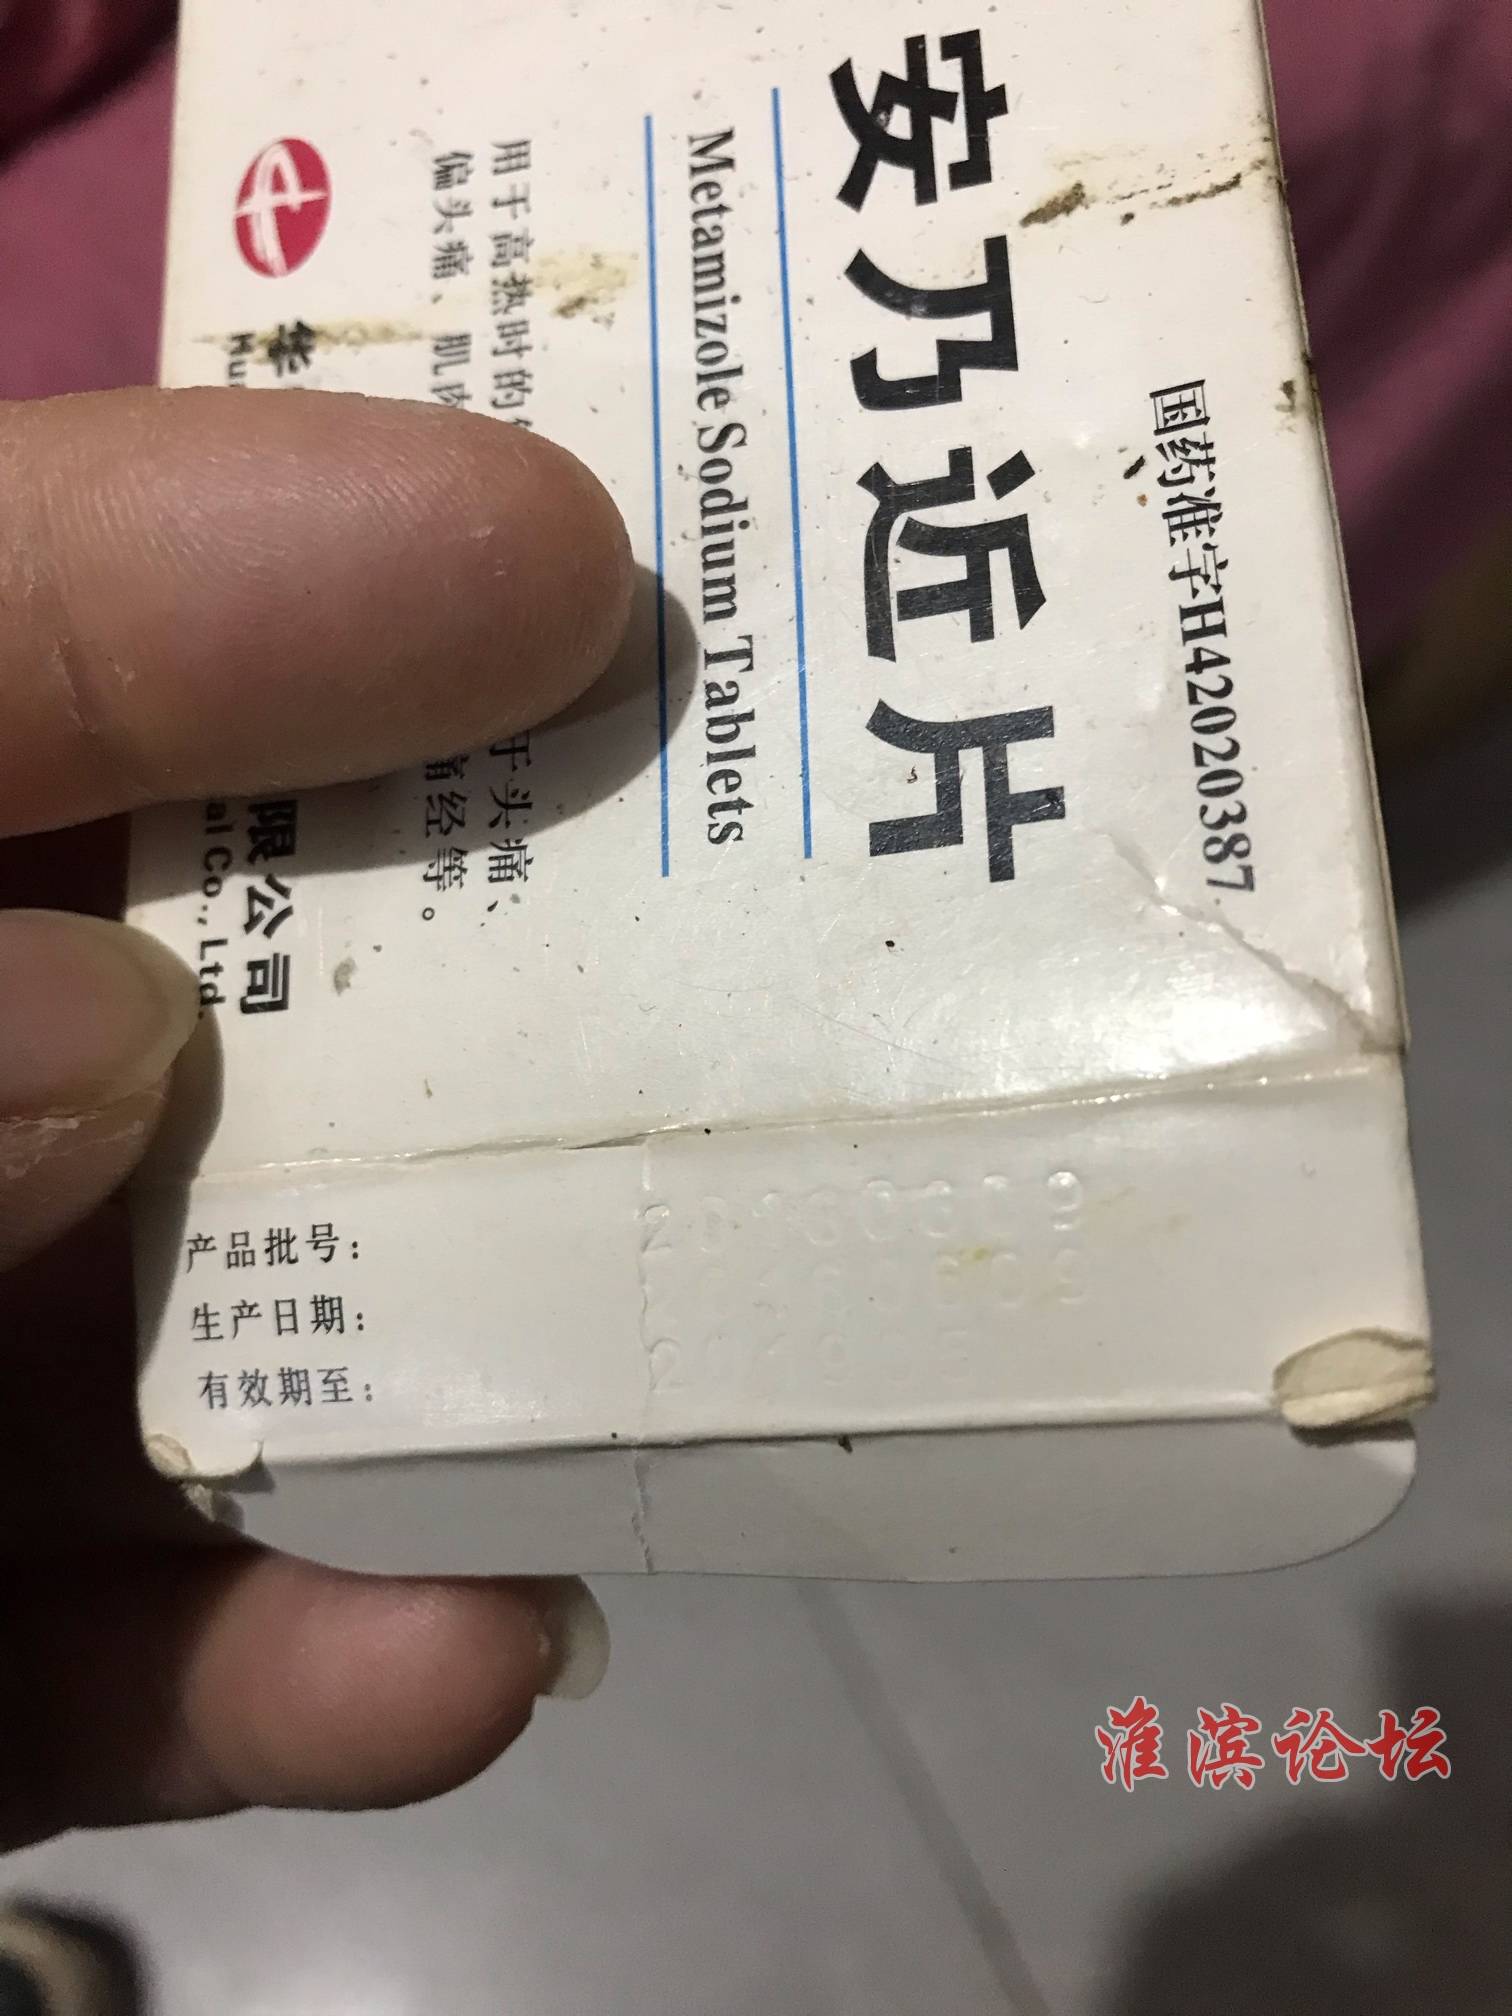 国药准字H42020387
安乃近片
Metamizole Sodium Tablets
用于高热时的 于头痛、
偏头痛、肌肉 痛经等。
华 限公司
Hu al Co., Ltd.
产品批号：
生产日期：
有效期至：
淮滨论坛